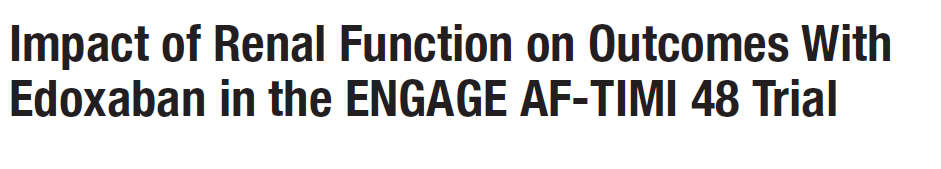 Impact of Renal Function on Outcomes With
Edoxaban in the ENGAGE AF-TIMI 48 Trial